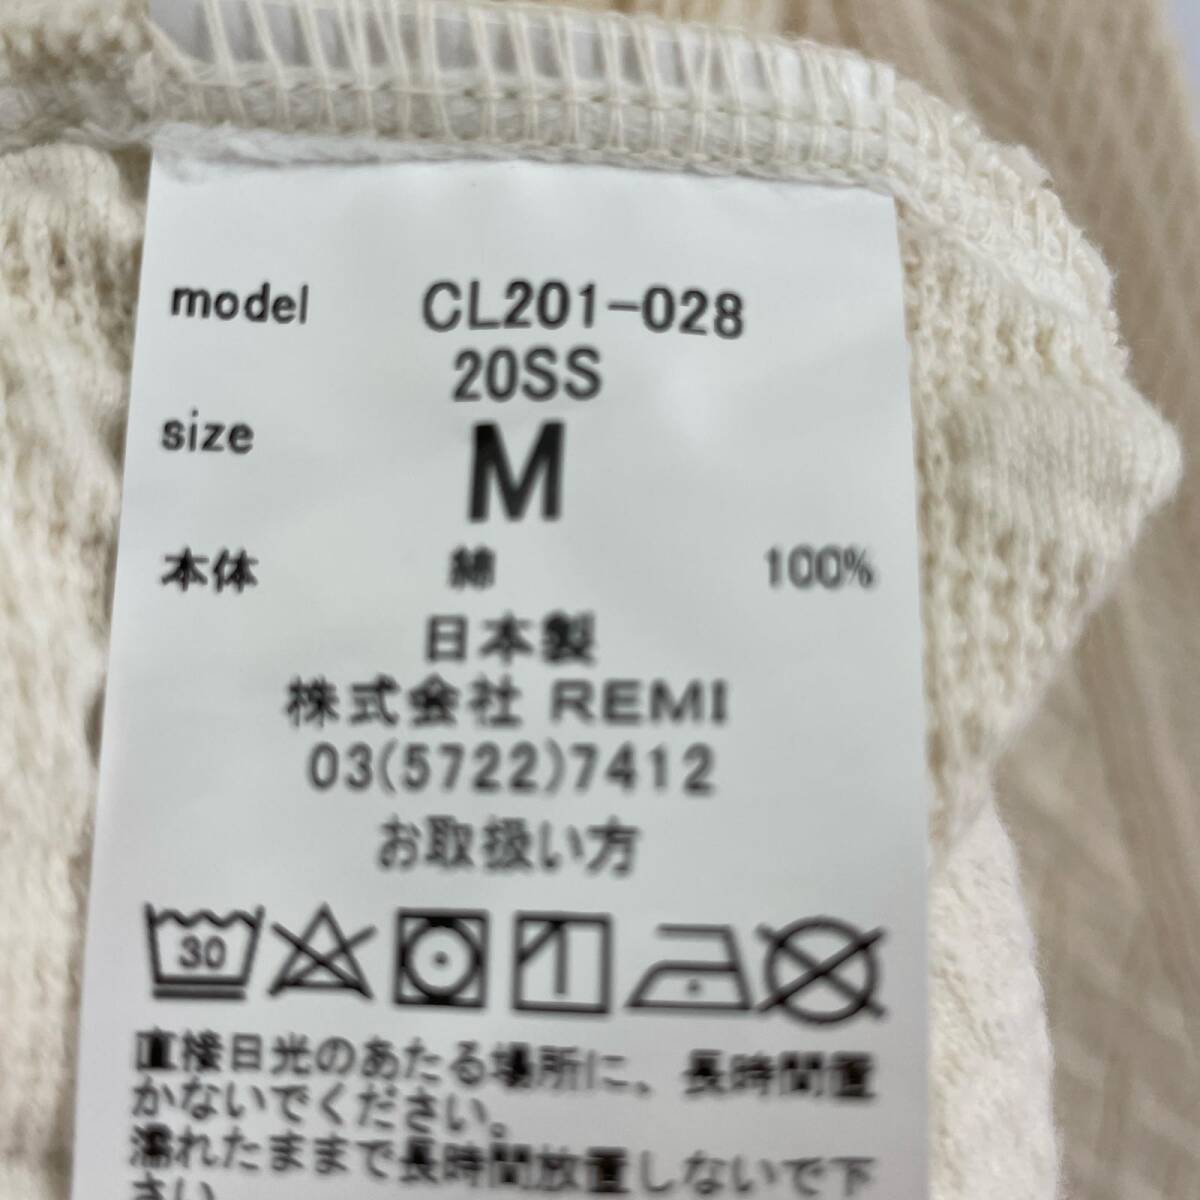 model CL201-028
20SS
size M
本体 綿 100%
日本製
株式会社 REMI
03(5722)7412
お取扱い方
30
直接日光のあたる場所に、長時間置
かないでください。
濡れたままで長時間放置しないで下
さい。